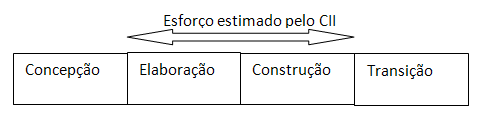 Esforço estimado pelo CII
Concepção Elaboração Construção Transição